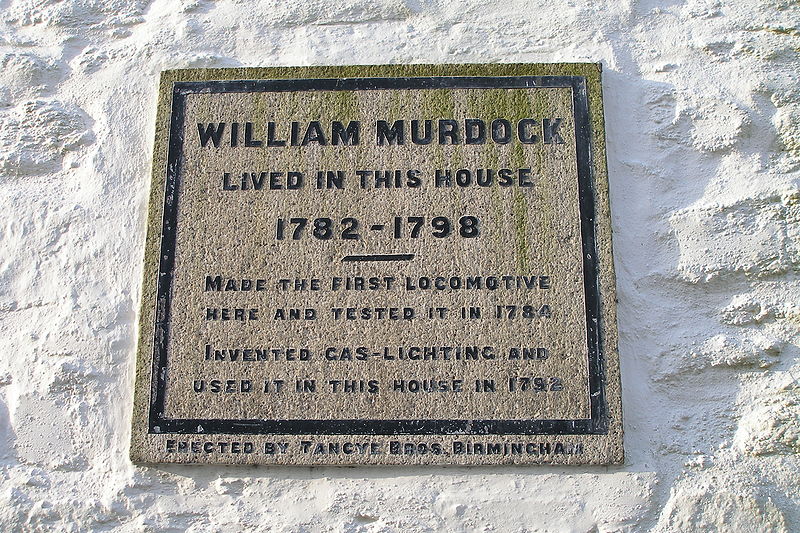 WILLIAM MURDOCK
LIVED IN THIS HOUSE
1782-1798
MADE THE FIRST LOCOMOTIVE
HERE AND TESTED IT IN 1784
INVENTED GAS-LIGHTING AND
USED IT IN THIS HOUSE IN 1792
ERECTED BY TANGYE BROS. BIRMINGHAM